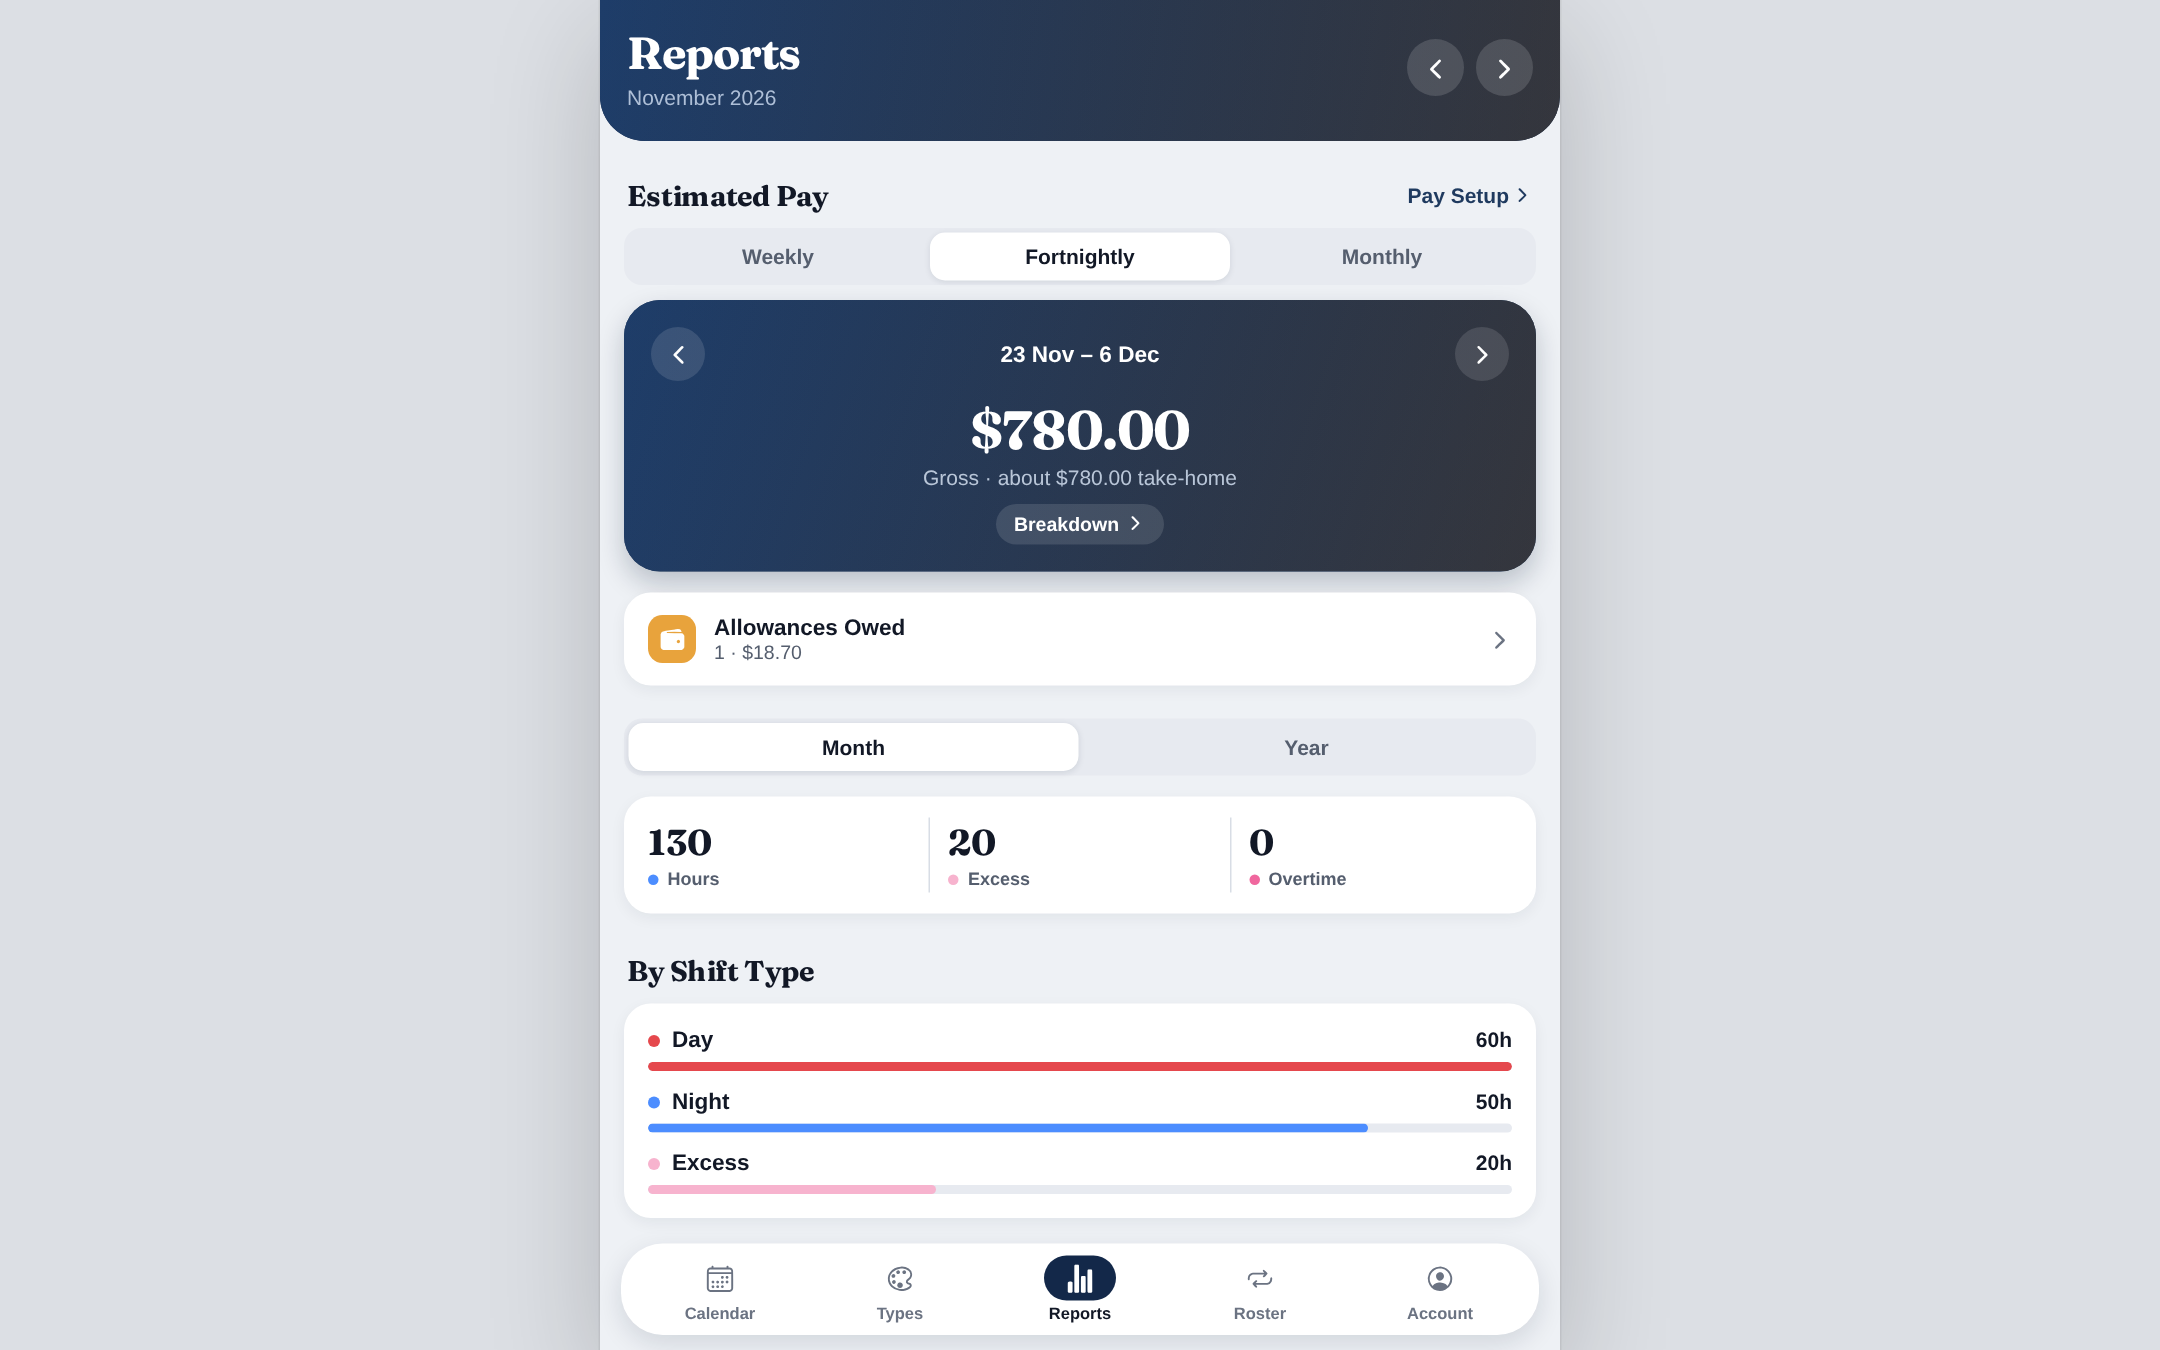 Reports
November 2026
Estimated Pay
Pay Setup
Weekly
Fortnightly
Monthly
23 Nov – 6 Dec
$780.00
Gross · about $780.00 take-home
Breakdown
Allowances Owed
1 · $18.70
Month
Year
130
Hours
20
Excess
0
Overtime
By Shift Type
Day
60h
Night
50h
Excess
20h
Calendar
Types
Reports
Roster
Account